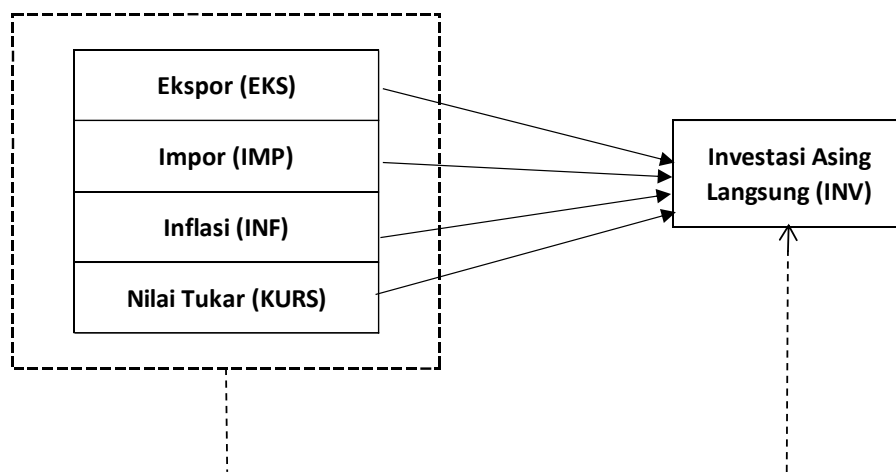 Ekspor (EKS)
Impor (IMP)
Inflasi (INF)
Nilai Tukar (KURS)
Investasi Asing
Langsung (INV)